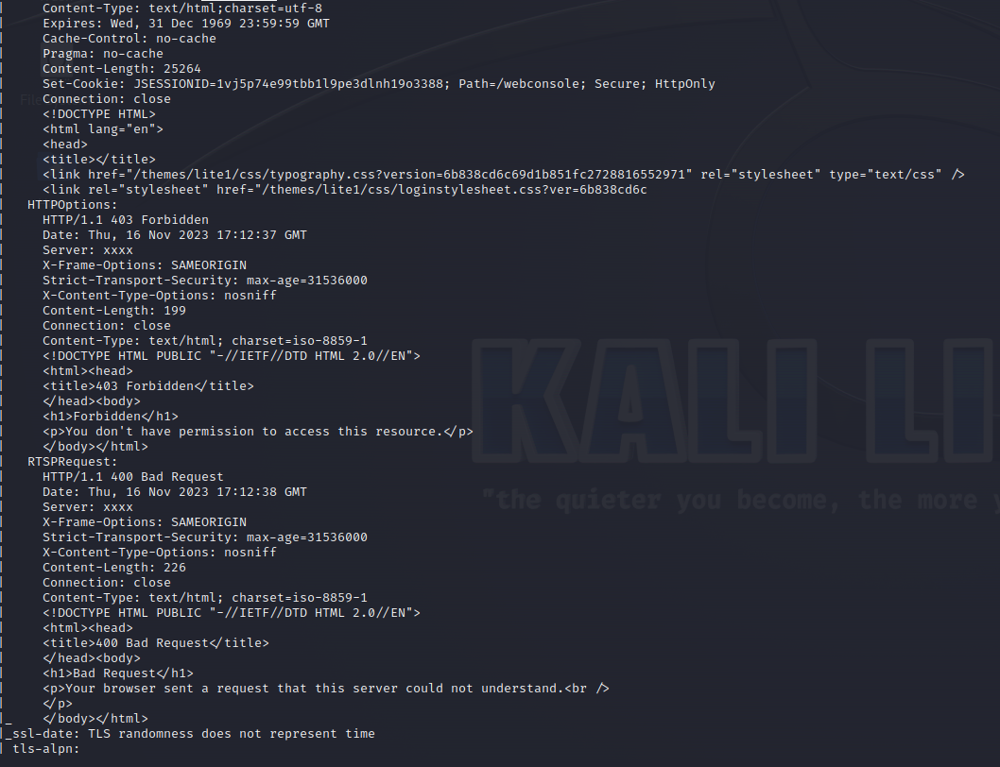 Content-Type: text/html;charset=utf-8
Expires: Wed, 31 Dec 1969 23:59:59 GMT
Cache-Control: no-cache
Pragma: no-cache
Content-Length: 25264
Set-Cookie: JSESSIONID=1vj5p74e99tbb1l9pe3dlnh19o3388; Path=/webconsole; Secure; HttpOnly
Connection: close
<!DOCTYPE HTML>
<html lang="en">
<head>
<title></title>
<link href="/themes/lite1/css/typography.css?version=6b838cd6c69d1b851fc2728816552971" rel="stylesheet" type="text/css" />
<link rel="stylesheet" href="/themes/lite1/css/loginstylesheet.css?ver=6b838cd6c
HTTPOptions:
HTTP/1.1 403 Forbidden
Date: Thu, 16 Nov 2023 17:12:37 GMT
Server: xxxx
X-Frame-Options: SAMEORIGIN
Strict-Transport-Security: max-age=31536000
X-Content-Type-Options: nosniff
Content-Length: 199
Connection: close
Content-Type: text/html; charset=iso-8859-1
<!DOCTYPE HTML PUBLIC "-//IETF//DTD HTML 2.0//EN">
<html><head>
<title>403 Forbidden</title>
</head><body>
<h1>Forbidden</h1>
<p>You don't have permission to access this resource.</p>
</body></html>
RTSPRequest:
HTTP/1.1 400 Bad Request
Date: Thu, 16 Nov 2023 17:12:38 GMT
Server: xxxx
X-Frame-Options: SAMEORIGIN
Strict-Transport-Security: max-age=31536000
X-Content-Type-Options: nosniff
Content-Length: 226
Connection: close
Content-Type: text/html; charset=iso-8859-1
<!DOCTYPE HTML PUBLIC "-//IETF//DTD HTML 2.0//EN">
<html><head>
<title>400 Bad Request</title>
</head><body>
<h1>Bad Request</h1>
<p>Your browser sent a request that this server could not understand.<br />
</p>
|_    </body></html>
|_ssl-date: TLS randomness does not represent time
| tls-alpn:
KALI LI
"the quieter you become, the more y